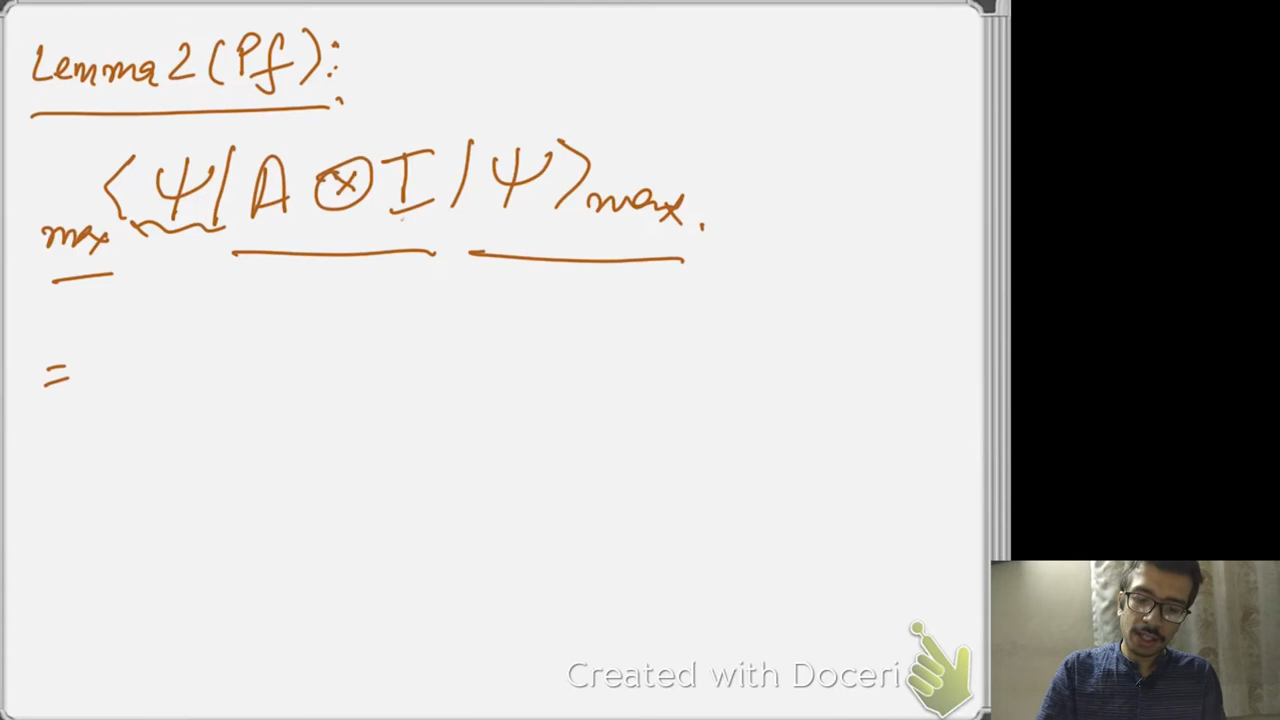 Lemma 2 (Pf):
max⟨Ψ|A ⊗ I|Ψ⟩max.
=
Created with Doceri